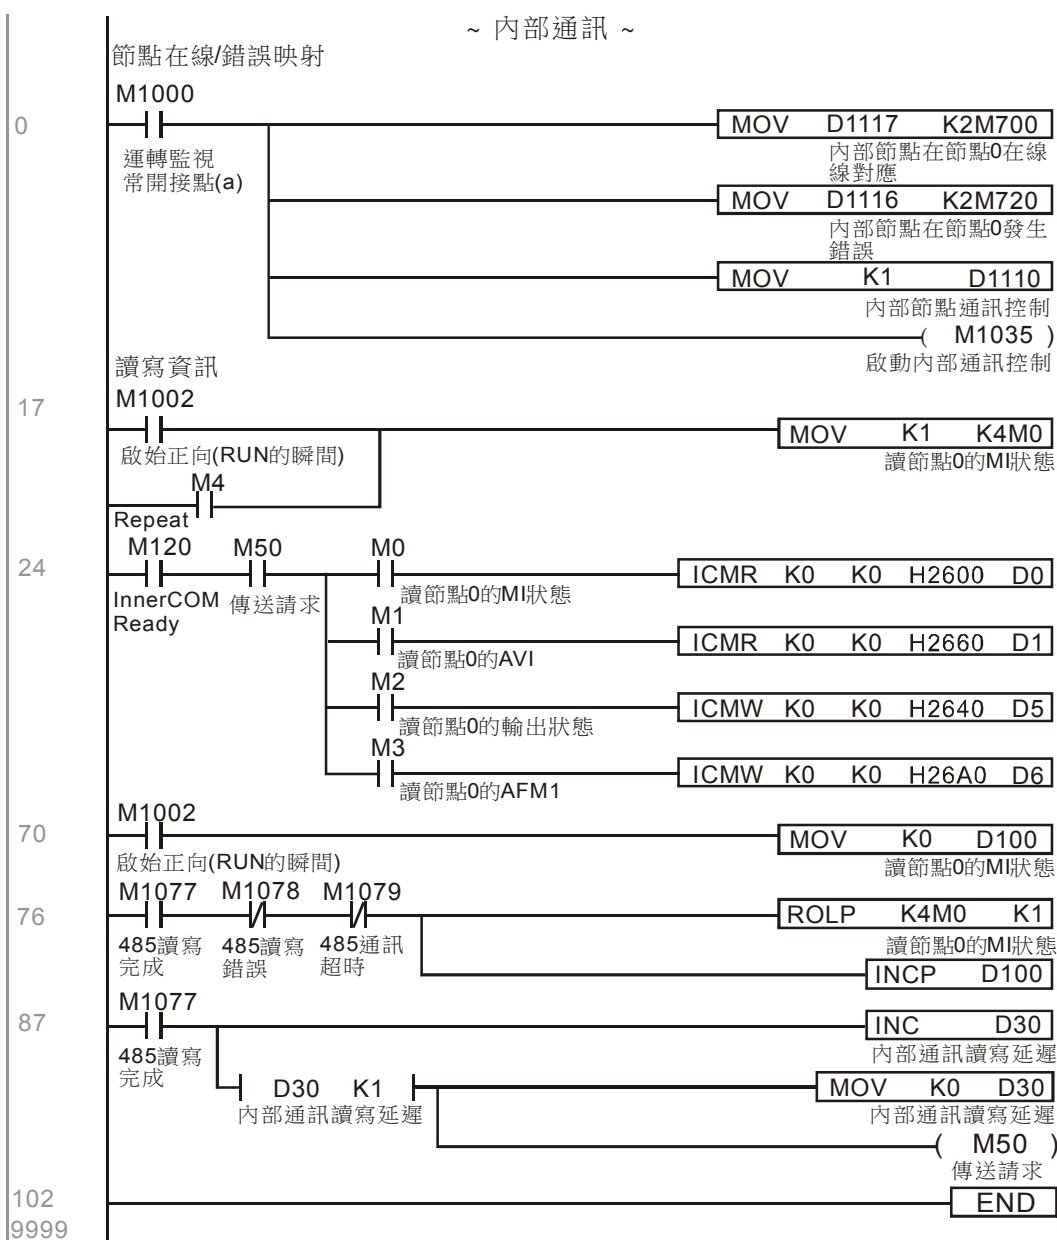 ~ 內部通訊 ~
節點在線/錯誤映射
M1000
0
MOV D1117 K2M700
運轉監視
常開接點(a)
內部節點在節點0在線
線對應
MOV D1116 K2M720
內部節點在節點0發生
錯誤
MOV K1 D1110
內部節點通訊控制
( M1035 )
啟動內部通訊控制
讀寫資訊
M1002
17
MOV K1 K4M0
啟始正向(RUN的瞬間)
讀節點0的MI狀態
M4
Repeat
M120 M50 M0
24
ICMR K0 K0 H2600 D0
InnerCOM
Ready
傳送請求
讀節點0的MI狀態
M1
ICMR K0 K0 H2660 D1
讀節點0的AVI
M2
ICMW K0 K0 H2640 D5
讀節點0的輸出狀態
M3
ICMW K0 K0 H26A0 D6
讀節點0的AFM1
M1002
70
MOV K0 D100
啟始正向(RUN的瞬間)
讀節點0的MI狀態
M1077 M1078 M1079
76
ROLP K4M0 K1
485讀寫
完成
485讀寫
錯誤
485通訊
超時
讀節點0的MI狀態
INCP D100
M1077
87
INC D30
485讀寫
完成
內部通訊讀寫延遲
D30 K1
MOV K0 D30
內部通訊讀寫延遲
內部通訊讀寫延遲
( M50 )
傳送請求
102
END
9999